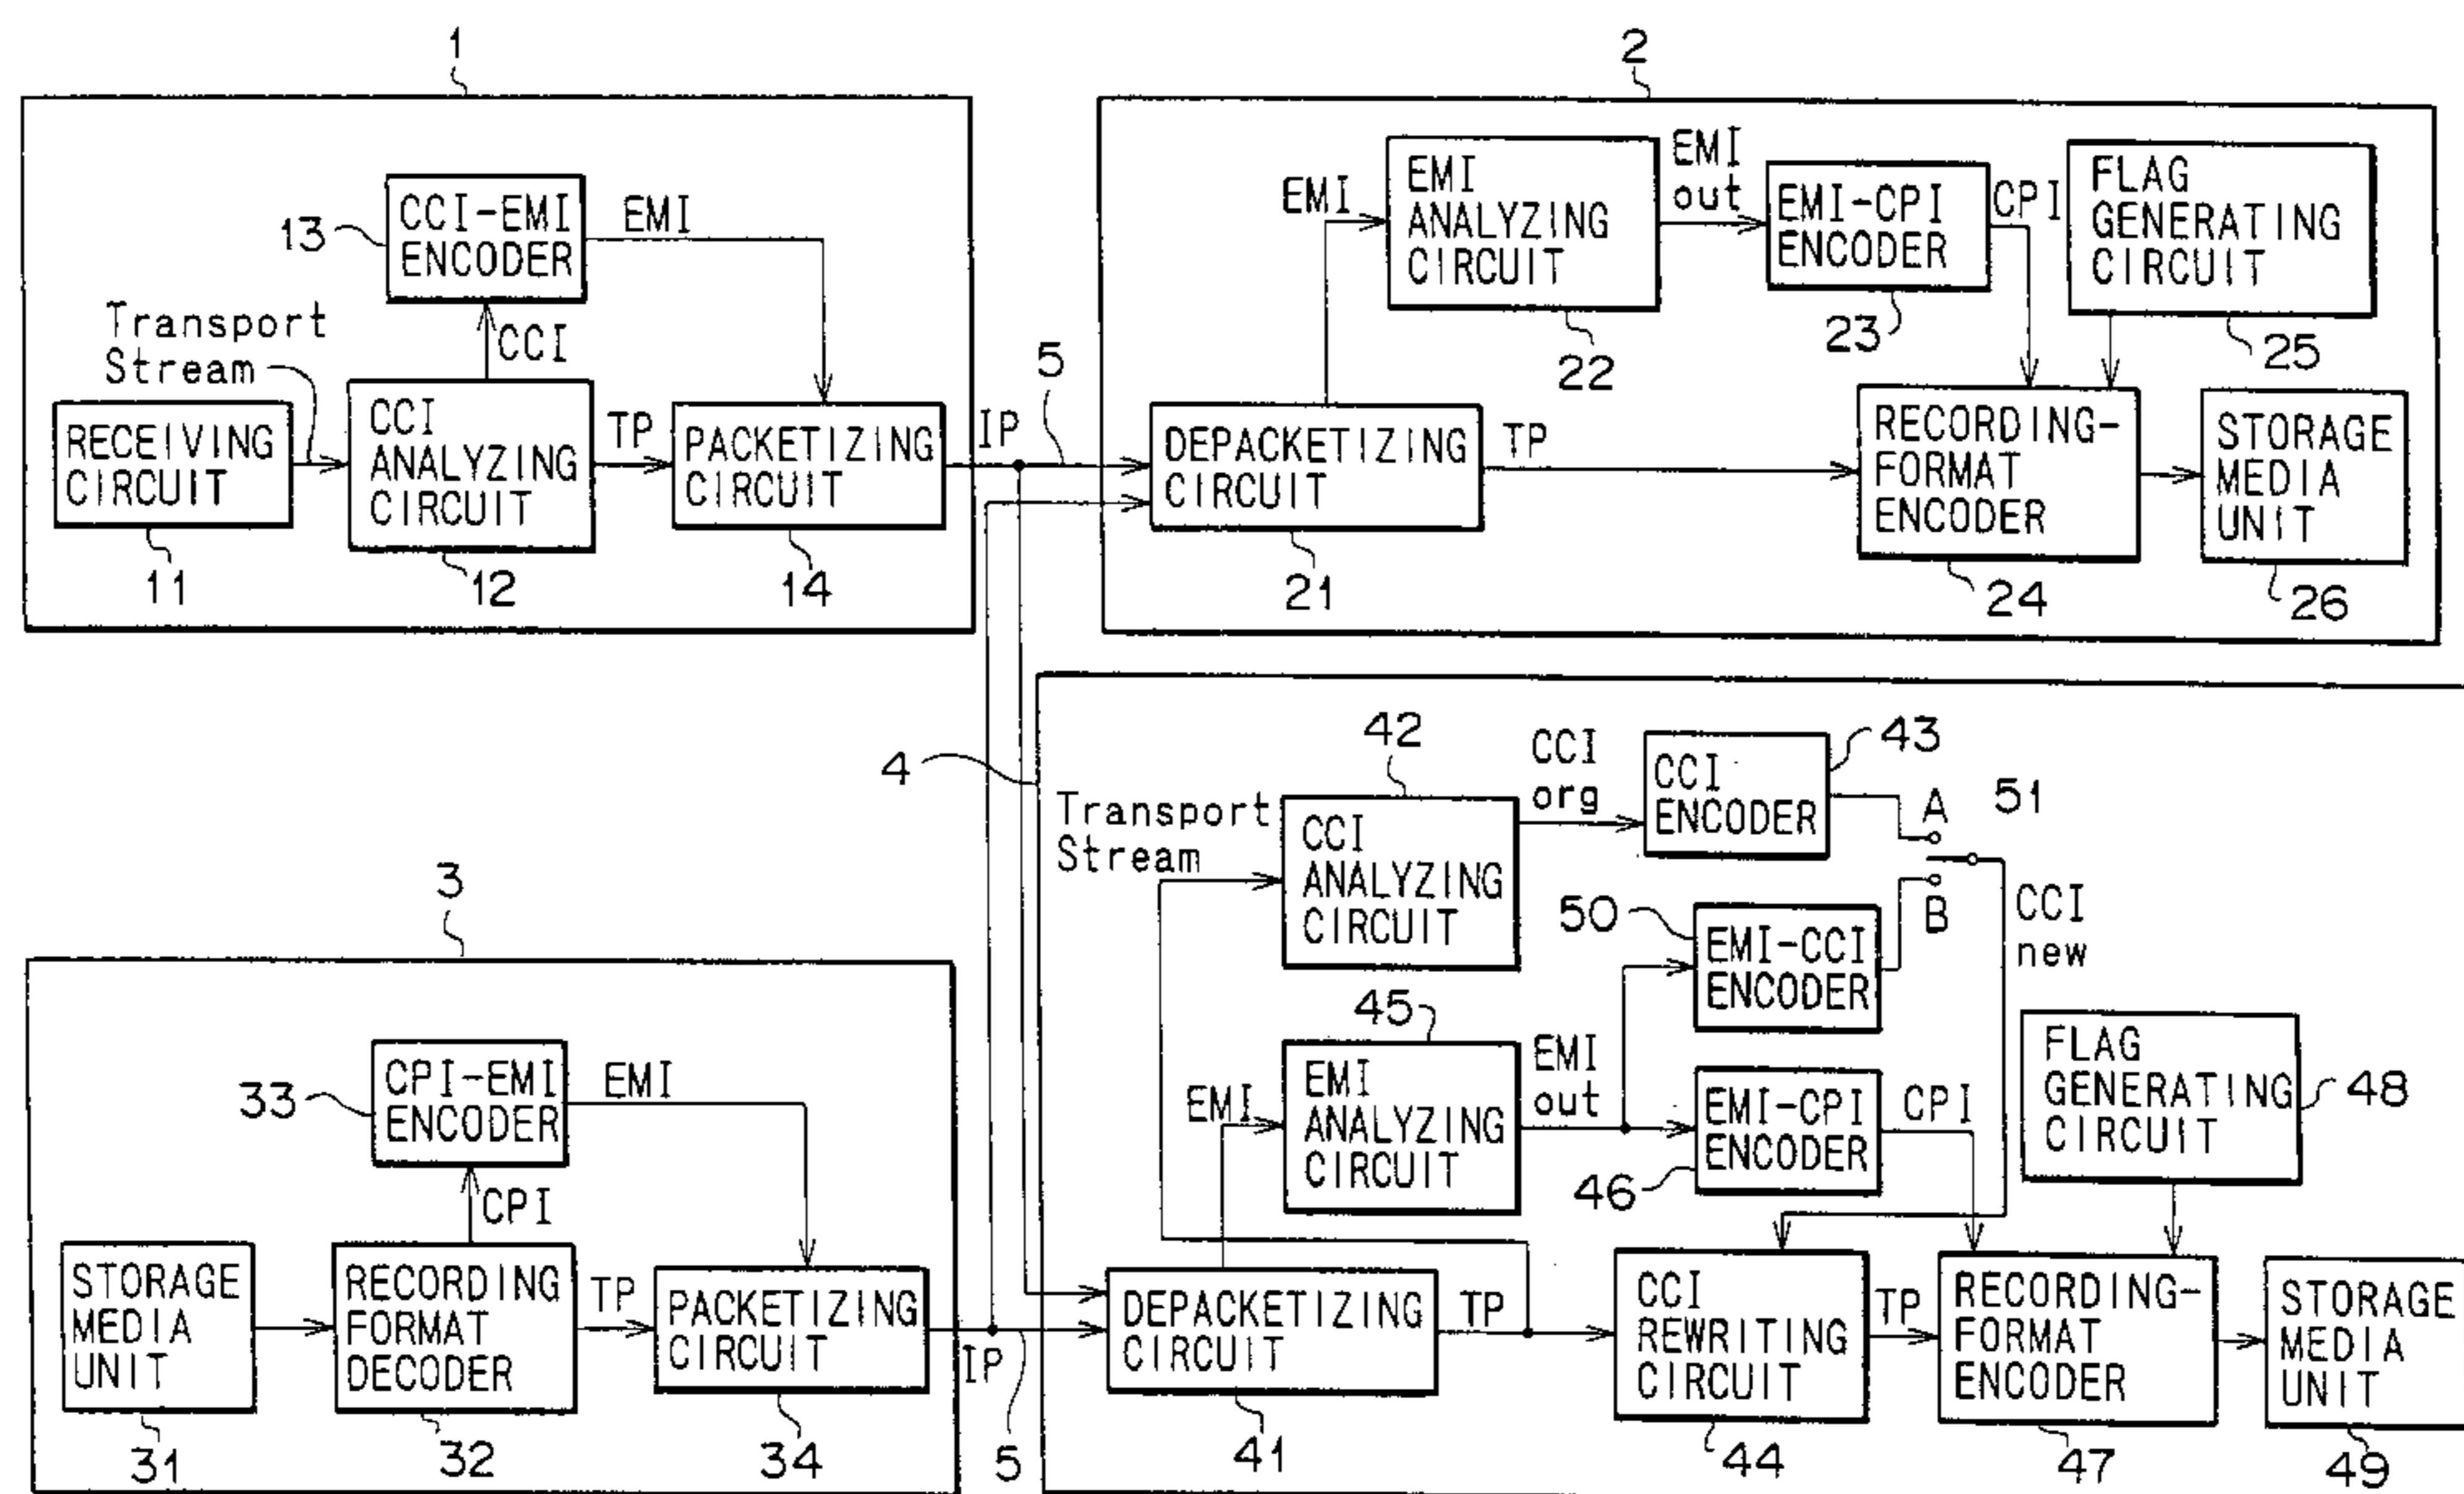 1
13
CCI-EMI
ENCODER
EMI
Transport
Stream
CCI
RECEIVING
CIRCUIT
11
CCI
ANALYZING
CIRCUIT
12
TP
PACKETIZING
CIRCUIT
14
IP
5
2
EMI
EMI
ANALYZING
CIRCUIT
22
EMI
out
EMI-CPI
ENCODER
23
CPI
FLAG
GENERATING
CIRCUIT
25
DEPACKETIZING
CIRCUIT
21
TP
RECORDING-
FORMAT
ENCODER
24
STORAGE
MEDIA
UNIT
26
3
33
CPI-EMI
ENCODER
EMI
CPI
STORAGE
MEDIA
UNIT
31
RECORDING
FORMAT
DECODER
32
TP
PACKETIZING
CIRCUIT
34
IP
5
4
Transport
Stream
42
CCI
ANALYZING
CIRCUIT
CCI
org
43
CCI
ENCODER
A
51
B
CCI
new
50
EMI-CCI
ENCODER
45
EMI
EMI
ANALYZING
CIRCUIT
EMI
out
46
EMI-CPI
ENCODER
CPI
FLAG
GENERATING
CIRCUIT
48
DEPACKETIZING
CIRCUIT
41
TP
CCI
REWRITING
CIRCUIT
44
TP
RECORDING-
FORMAT
ENCODER
47
STORAGE
MEDIA
UNIT
49